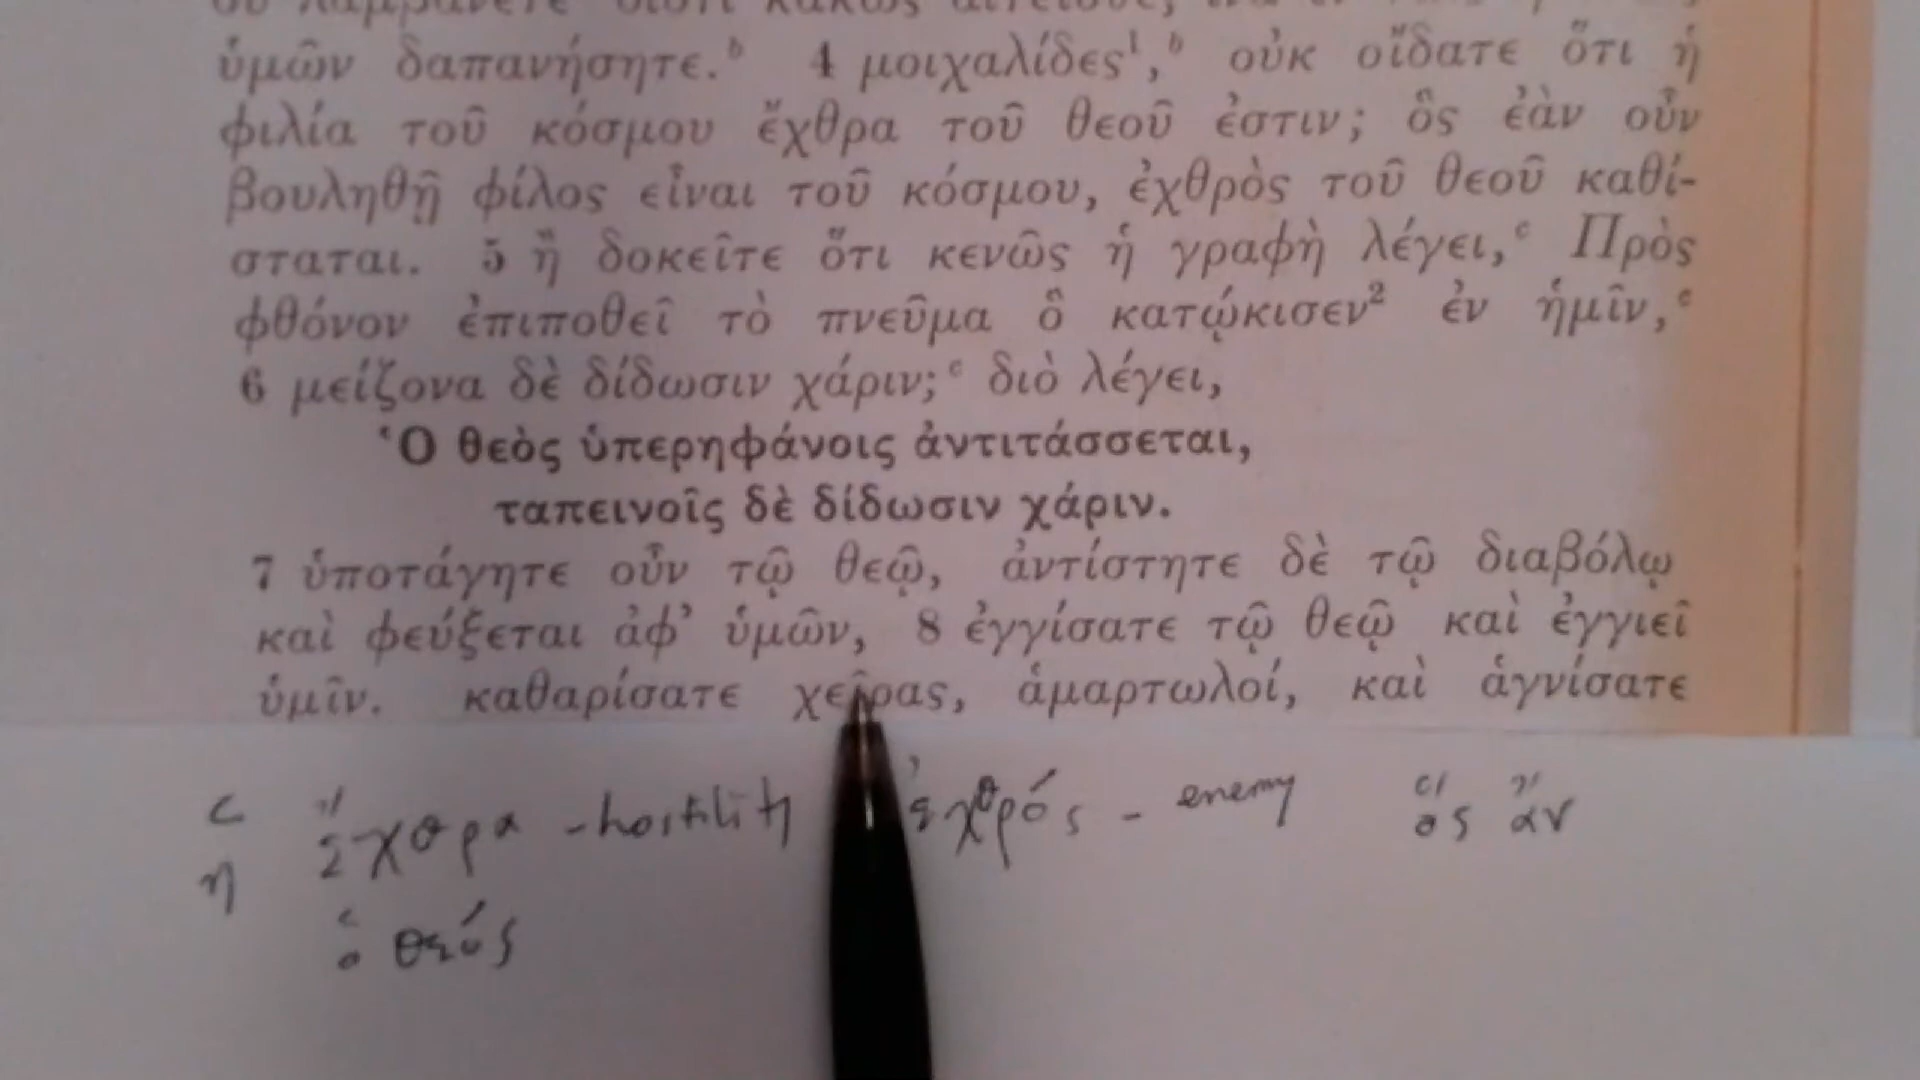 ὑμῶν δαπανήσητε.ᵇ 4 μοιχαλίδες¹,ᵇ οὐκ οἴδατε ὅτι ἡ
φιλία τοῦ κόσμου ἔχθρα τοῦ θεοῦ ἐστιν; ὃς ἐὰν οὖν
βουληθῇ φίλος εἶναι τοῦ κόσμου, ἐχθρὸς τοῦ θεοῦ καθί-
σταται. 5 ἢ δοκεῖτε ὅτι κενῶς ἡ γραφὴ λέγει,ᶜ Πρὸς
φθόνον ἐπιποθεῖ τὸ πνεῦμα ὃ κατῴκισεν² ἐν ἡμῖν,ᶜ
6 μείζονα δὲ δίδωσιν χάριν;ᶜ διὸ λέγει,
Ὁ θεὸς ὑπερηφάνοις ἀντιτάσσεται,
ταπεινοῖς δὲ δίδωσιν χάριν.
7 ὑποτάγητε οὖν τῷ θεῷ, ἀντίστητε δὲ τῷ διαβόλῳ
καὶ φεύξεται ἀφ’ ὑμῶν, 8 ἐγγίσατε τῷ θεῷ καὶ ἐγγιεῖ
ὑμῖν. καθαρίσατε χεῖρας, ἁμαρτωλοί, καὶ ἁγνίσατε
ἡ ἔχθρα - hostility ἐχθρός - enemy ὅς ἄν
ὁ θεός